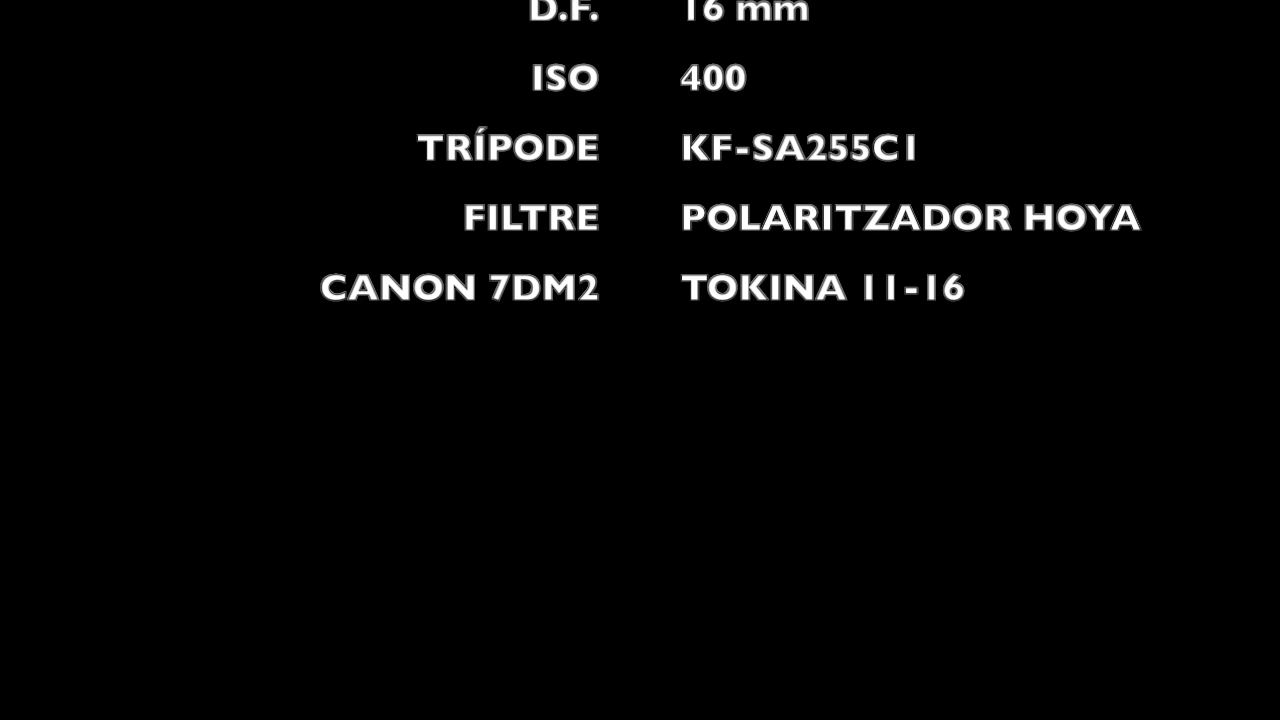 D.F. 16 mm
ISO 400
TRÍPODE KF-SA255C1
FILTRE POLARITZADOR HOYA
CANON 7DM2 TOKINA 11-16